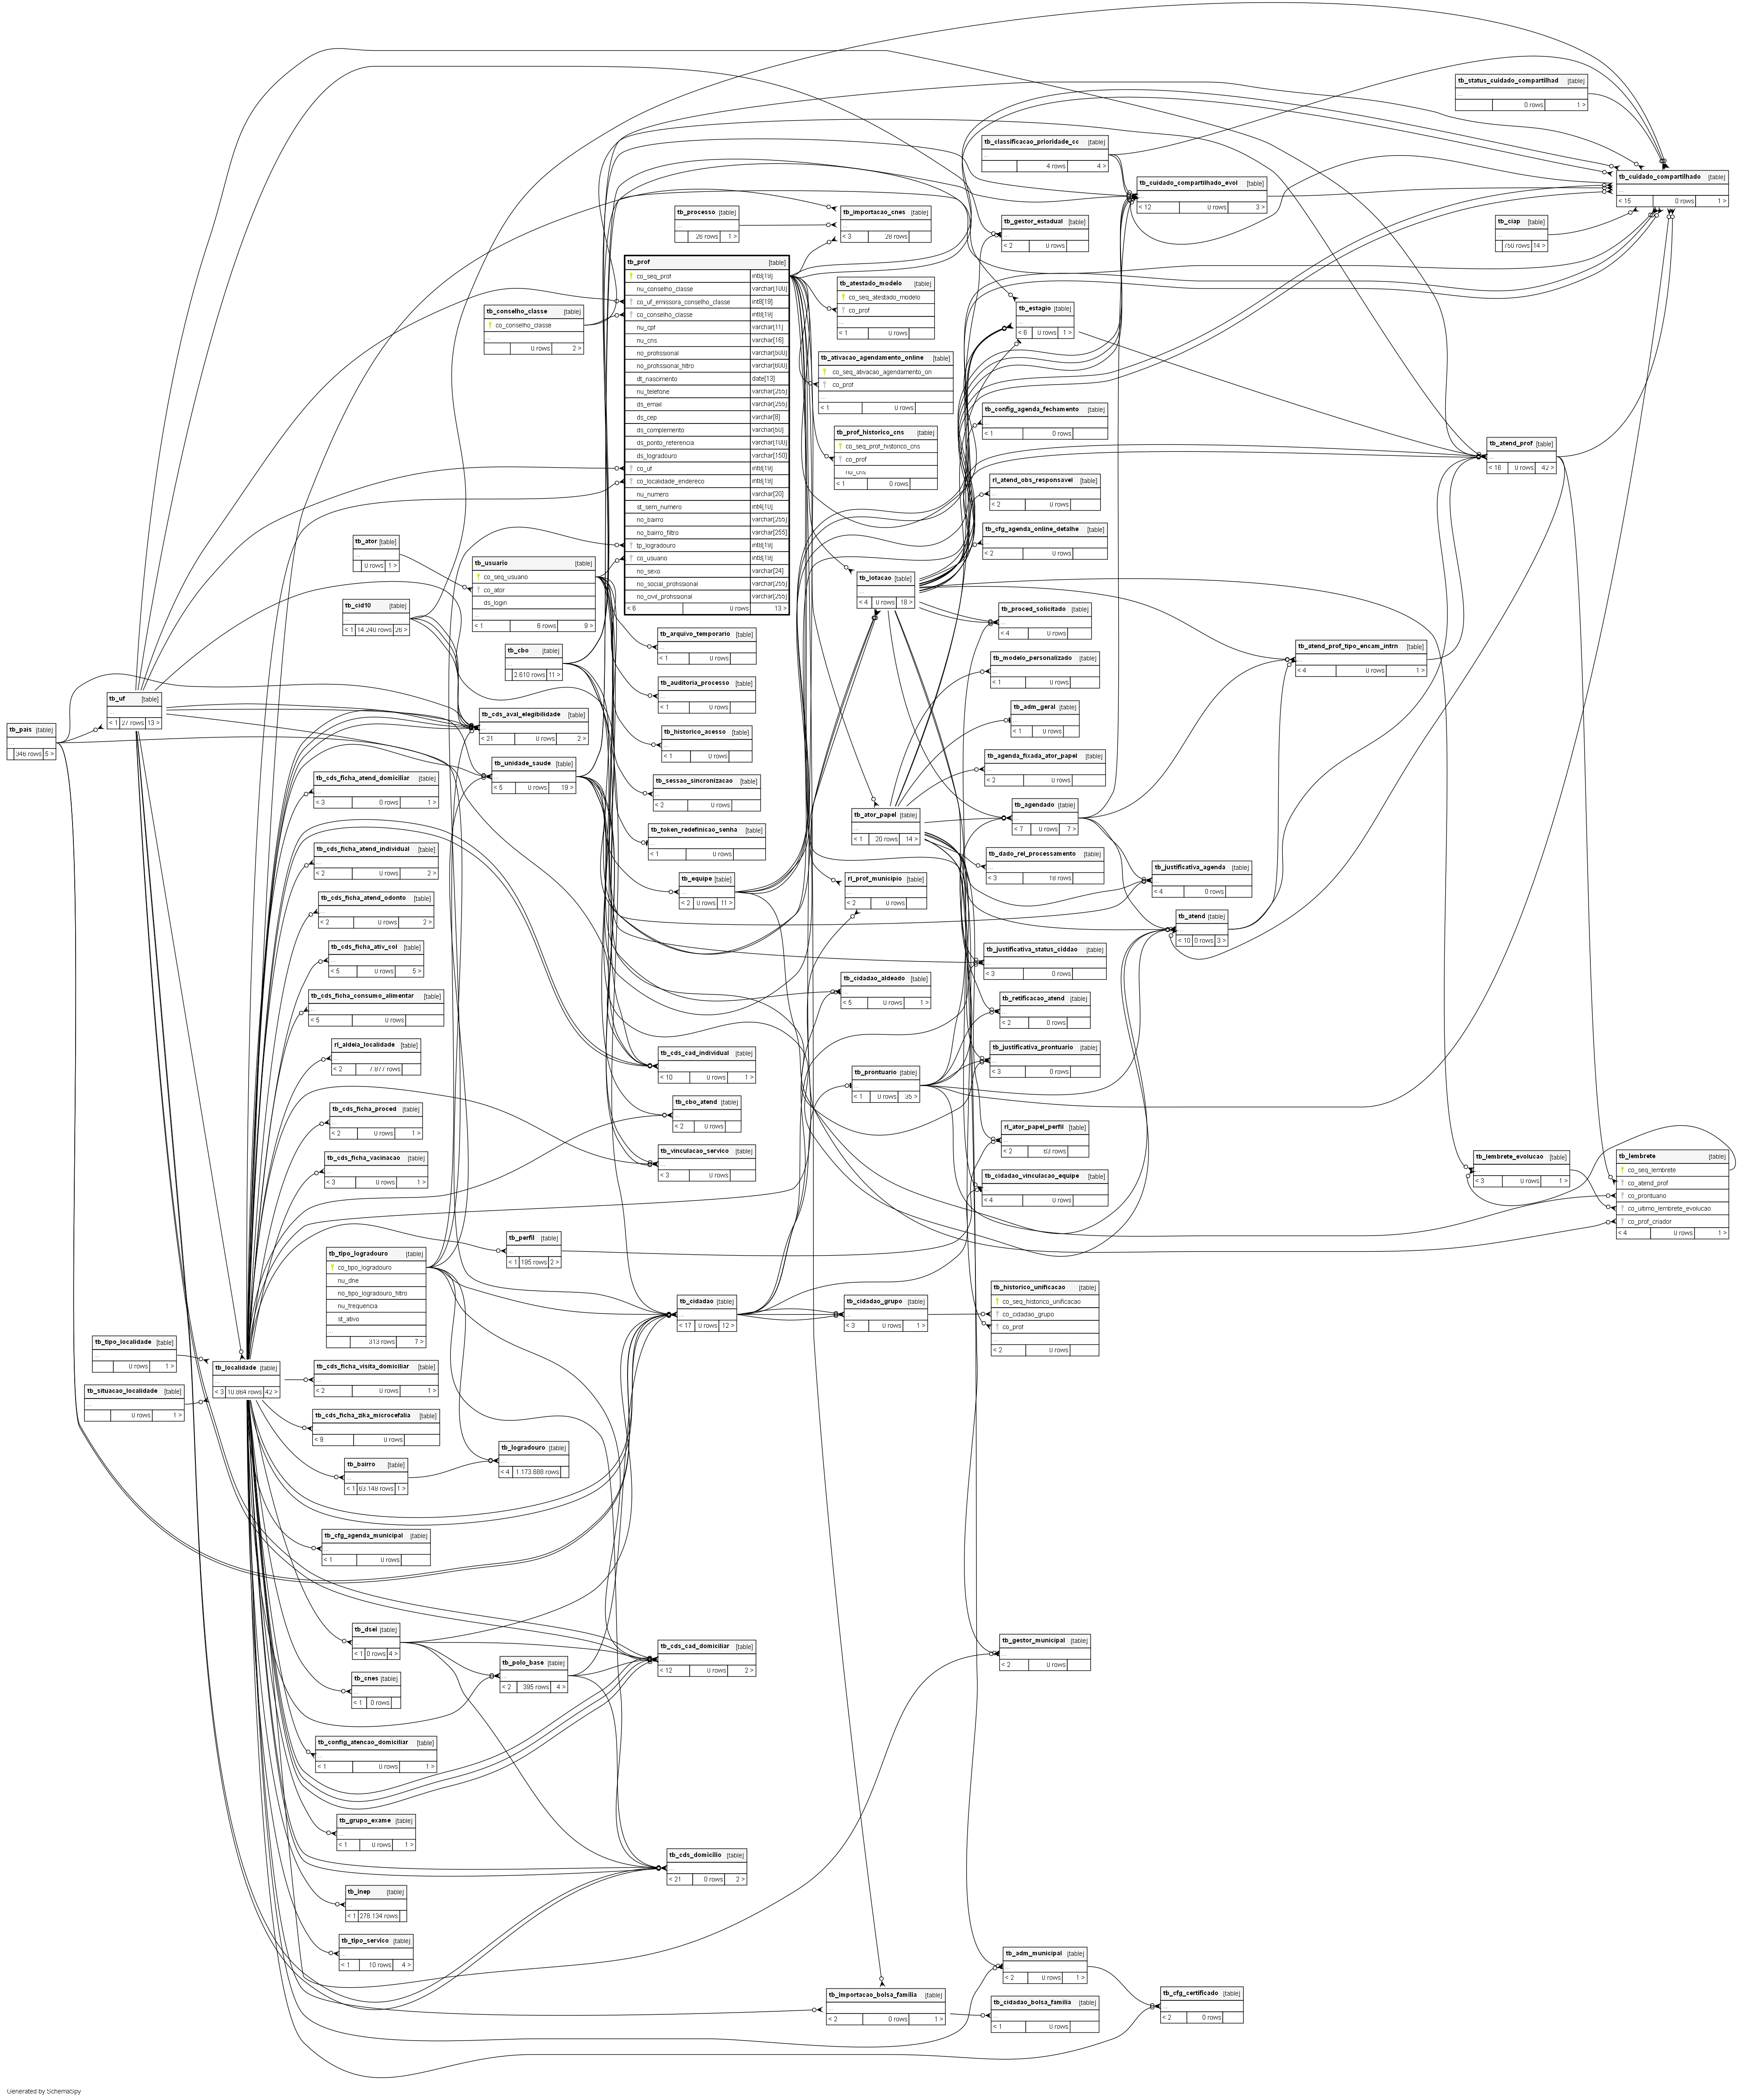 tb_status_cuidado_compartilhad [table]
...
0 rows 1 >
tb_classificacao_prioridade_cc [table]
...
4 rows 4 >
tb_cuidado_compartilhado [table]
...
< 15 0 rows 1 >
tb_cuidado_compartilhado_evol [table]
...
< 12 0 rows 3 >
tb_processo [table]
...
28 rows 1 >
tb_importacao_cnes [table]
...
< 3 28 rows
tb_gestor_estadual [table]
...
< 2 0 rows
tb_ciap [table]
...
750 rows 14 >
tb_prof [table]
co_seq_prof int8[19]
nu_conselho_classe varchar[100]
co_uf_emissora_conselho_classe int8[19]
co_conselho_classe int8[19]
nu_cpf varchar[11]
nu_cns varchar[16]
no_profissional varchar[500]
no_profissional_filtro varchar[800]
dt_nascimento date[13]
nu_telefone varchar[255]
ds_email varchar[255]
ds_cep varchar[8]
ds_complemento varchar[50]
ds_ponto_referencia varchar[100]
ds_logradouro varchar[150]
co_uf int8[19]
co_localidade_endereco int8[19]
nu_numero varchar[20]
st_sem_numero int4[10]
no_bairro varchar[255]
no_bairro_filtro varchar[255]
tp_logradouro int8[19]
co_usuario int8[19]
no_sexo varchar[24]
no_social_profissional varchar[255]
no_civil_profissional varchar[255]
< 6 0 rows 13 >
tb_atestado_modelo [table]
co_seq_atestado_modelo
co_prof
...
< 1 0 rows
tb_conselho_classe [table]
co_conselho_classe
...
0 rows 2 >
tb_estagio [table]
...
< 6 0 rows 1 >
tb_ativacao_agendamento_online [table]
co_seq_ativacao_agendamento_on
co_prof
...
< 1 0 rows
tb_config_agenda_fechamento [table]
...
< 1 0 rows
tb_prof_historico_cns [table]
co_seq_prof_historico_cns
co_prof
nu_cns
< 1 0 rows
tb_atend_prof [table]
...
< 16 0 rows 42 >
rl_atend_obs_responsavel [table]
...
< 2 0 rows
tb_cfg_agenda_online_detalhe [table]
...
< 2 0 rows
tb_ator [table]
...
0 rows 1 >
tb_usuario [table]
co_seq_usuario
co_ator
ds_login
...
< 1 6 rows 9 >
tb_lotacao [table]
...
< 4 0 rows 18 >
tb_cid10 [table]
...
< 1 14.240 rows 26 >
tb_proced_solicitado [table]
...
< 4 0 rows
tb_arquivo_temporario [table]
...
< 1 0 rows
tb_cbo [table]
...
2.610 rows 11 >
tb_modelo_personalizado [table]
...
< 1 0 rows
tb_atend_prof_tipo_encam_intrn [table]
...
< 4 0 rows 1 >
tb_auditoria_processo [table]
...
< 1 0 rows
tb_uf [table]
...
< 1 27 rows 13 >
tb_adm_geral [table]
...
< 1 0 rows
tb_cds_aval_elegibilidade [table]
...
< 21 0 rows 2 >
tb_pais [table]
...
346 rows 5 >
tb_historico_acesso [table]
...
< 1 0 rows
tb_agenda_fixada_ator_papel [table]
...
< 2 0 rows
tb_unidade_saude [table]
...
< 5 0 rows 19 >
tb_cds_ficha_atend_domiciliar [table]
...
< 3 0 rows 1 >
tb_sessao_sincronizacao [table]
...
< 2 0 rows
tb_agendado [table]
...
< 7 0 rows 7 >
tb_ator_papel [table]
...
< 1 20 rows 14 >
tb_token_redefinicao_senha [table]
...
< 1 0 rows
tb_cds_ficha_atend_individual [table]
...
< 2 0 rows 2 >
tb_dado_rel_processamento [table]
...
< 3 18 rows
tb_justificativa_agenda [table]
...
< 4 0 rows
tb_equipe [table]
...
< 2 0 rows 11 >
rl_prof_municipio [table]
...
< 2 0 rows
tb_cds_ficha_atend_odonto [table]
...
< 2 0 rows 2 >
tb_atend [table]
...
< 10 0 rows 3 >
tb_cds_ficha_ativ_col [table]
...
< 5 0 rows 5 >
tb_justificativa_status_ciddao [table]
...
< 3 0 rows
tb_cidadao_aldeado [table]
...
< 5 0 rows 1 >
tb_cds_ficha_consumo_alimentar [table]
...
< 5 0 rows
tb_retificacao_atend [table]
...
< 2 0 rows
rl_aldeia_localidade [table]
...
< 2 7.877 rows
tb_justificativa_prontuario [table]
...
< 3 0 rows
tb_cds_cad_individual [table]
...
< 10 0 rows 1 >
tb_prontuario [table]
...
< 1 0 rows 35 >
tb_cds_ficha_proced [table]
...
< 2 0 rows 1 >
tb_cbo_atend [table]
...
< 2 0 rows
rl_ator_papel_perfil [table]
...
< 2 63 rows
tb_cds_ficha_vacinacao [table]
...
< 3 0 rows 1 >
tb_vinculacao_servico [table]
...
< 3 0 rows
tb_cidadao_vinculacao_equipe [table]
...
< 4 0 rows
tb_lembrete_evolucao [table]
...
< 3 0 rows 1 >
tb_lembrete [table]
co_seq_lembrete
co_atend_prof
co_prontuario
co_ultimo_lembrete_evolucao
co_prof_criador
< 4 0 rows 1 >
tb_perfil [table]
...
< 1 195 rows 2 >
tb_tipo_logradouro [table]
co_tipo_logradouro
nu_dne
no_tipo_logradouro_filtro
nu_frequencia
st_ativo
...
313 rows 7 >
tb_historico_unificacao [table]
co_seq_historico_unificacao
co_cidadao_grupo
co_prof
...
< 2 0 rows
tb_cidadao [table]
...
< 17 0 rows 12 >
tb_cidadao_grupo [table]
...
< 3 0 rows 1 >
tb_tipo_localidade [table]
...
0 rows 1 >
tb_localidade [table]
...
< 3 10.864 rows 42 >
tb_cds_ficha_visita_domiciliar [table]
...
< 2 0 rows 1 >
tb_situacao_localidade [table]
...
0 rows 1 >
tb_cds_ficha_zika_microcefalia [table]
...
< 9 0 rows
tb_logradouro [table]
...
< 4 1.173.888 rows
tb_bairro [table]
...
< 1 63.148 rows 1 >
tb_cfg_agenda_municipal [table]
...
< 1 0 rows
tb_dsei [table]
...
< 1 0 rows 4 >
tb_cds_cad_domiciliar [table]
...
< 12 0 rows 2 >
tb_gestor_municipal [table]
...
< 2 0 rows
tb_polo_base [table]
...
< 2 395 rows 4 >
tb_cnes [table]
...
< 1 0 rows
tb_config_atencao_domiciliar [table]
...
< 1 0 rows 1 >
tb_grupo_exame [table]
...
< 1 0 rows 1 >
tb_cds_domicilio [table]
...
< 21 0 rows 2 >
tb_inep [table]
...
< 1 278.134 rows
tb_tipo_servico [table]
...
< 1 10 rows 4 >
tb_adm_municipal [table]
...
< 2 0 rows 1 >
tb_importacao_bolsa_familia [table]
...
< 2 0 rows 1 >
tb_cidadao_bolsa_familia [table]
...
< 1 0 rows
tb_cfg_certificado [table]
...
< 2 0 rows
Generated by SchemaSpy